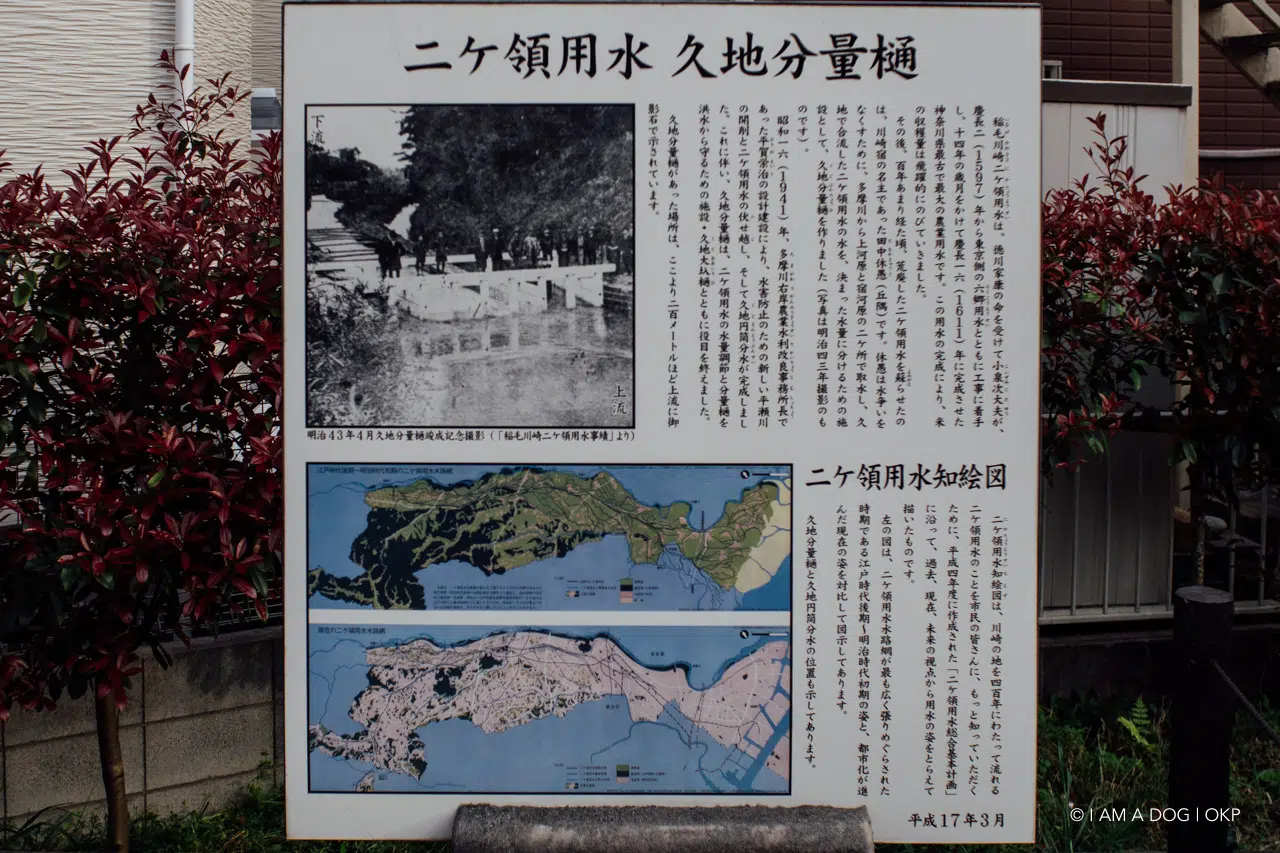 二ケ領用水 久地分量樋
稲毛川崎二ケ領用水は、徳川家康の命を受けて小泉次大夫が、
慶長二(1597)年から東京側の六郷用水とともに工事に着手
し、十四年の歳月をかけて慶長一六(1611)年に完成させた
神奈川県最古で最大の農業用水です。この用水の完成により、米
の収穫量は飛躍的にのびていきました。
その後、百年あまり経た頃、荒廃した二ケ領用水を蘇らせたの
は、川崎宿の名主であった田中休愚(丘隅)です。休愚は水争いを
なくすために、多摩川から上河原と宿河原の二ケ所で取水し、久
地で合流した二ケ領用水の水を、決まった水量に分けるための施
設として、久地分量樋を作りました(写真は明治四三年撮影のも
のです)。
昭和一六(1941)年、多摩川右岸農業水利改良事務所長で
あった平賀栄治の設計建設により、水害防止のための新しい平瀬川
の開削と二ケ領用水の伏せ越し、そして久地円筒分水が完成しまし
た。これに伴い、久地分量樋は、二ケ領用水の水量調節と分量樋を
洪水から守るための施設・久地大圦樋とともに役目を終えました。
久地分量樋があった場所は、ここより二百メートルほど上流に御
影石で示されています。
下流
上流
明治43年4月久地分量樋竣成記念撮影(「稲毛川崎二ケ領用水事績」より)
二ケ領用水知絵図
二ケ領用水知絵図は、川崎の地を四百年にわたって流れる
二ケ領用水のことを市民の皆さんに、もっと知っていただく
ために、平成四年度に作成された「二ケ領用水総合基本計画」
に沿って、過去、現在、未来の視点から用水の姿をとらえて
描いたものです。
左の図は、二ケ領用水水路網が最も広く張りめぐらされた
時期である江戸時代後期〜明治時代初期の姿と、都市化が進
んだ現在の姿を対比して図示してあります。
久地分量樋と久地円筒分水の位置も示してあります。
江戸時代後期〜明治時代初期の二ケ領用水水路網
現在の二ケ領用水水路網
平成17年3月
© I AM A DOG | OKP